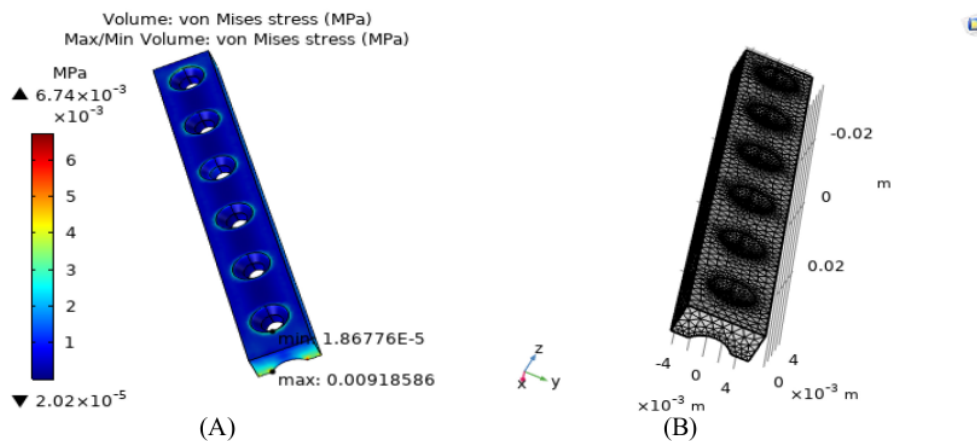 Volume: von Mises stress (MPa)
Max/Min Volume: von Mises stress (MPa)
MPa
▲ 6.74×10⁻³
×10⁻³
6
5
4
3
2
1
▼ 2.02×10⁻⁵
min: 1.86776E-5
max: 0.00918586
(A)
-0.02
0
m
0.02
-4
0
4
×10⁻³ m
4
0
×10⁻³ m
z
y
x
(B)